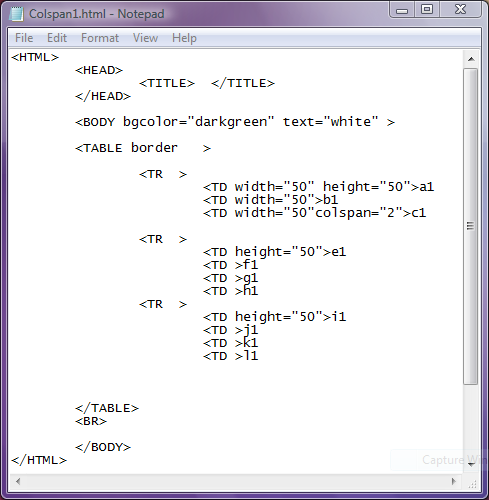 Colspan1.html - Notepad
File Edit Format View Help
<HTML>
<HEAD>
<TITLE> </TITLE>
</HEAD>
<BODY bgcolor="darkgreen" text="white" >
<TABLE border >
<TR >
<TD width="50" height="50">a1
<TD width="50">b1
<TD width="50"colspan="2">c1
<TR >
<TD height="50">e1
<TD >f1
<TD >g1
<TD >h1
<TR >
<TD height="50">i1
<TD >j1
<TD >k1
<TD >l1
</TABLE>
<BR>
</BODY>
</HTML>
Capture Win